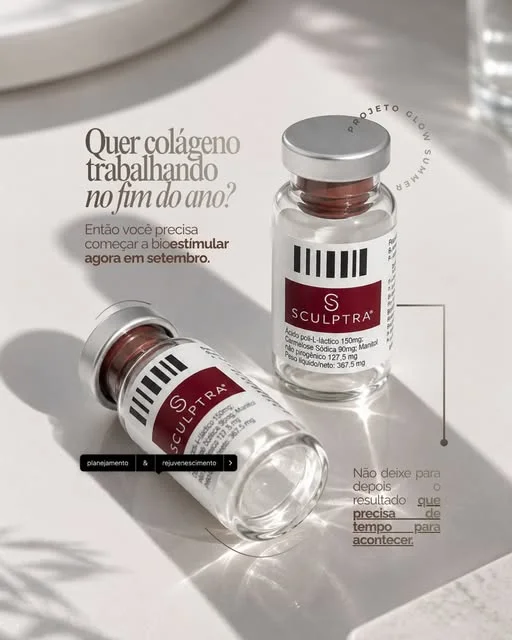 PROJETO GLOW SUMMER
Quer colágeno
trabalhando
no fim do ano?
Então você precisa
começar a bioestímular
agora em setembro.
S
SCULPTRA®
Ácido poli-L-láctico 150mg;
Carmelose Sódica 90mg; Manitol
não pirogênico 127,5 mg
Peso líquido/neto: 367.5 mg
S
SCULPTRA®
planejamento & rejuvenescimento >
Não deixe para
depois o
resultado que
precisa de
tempo para
acontecer.